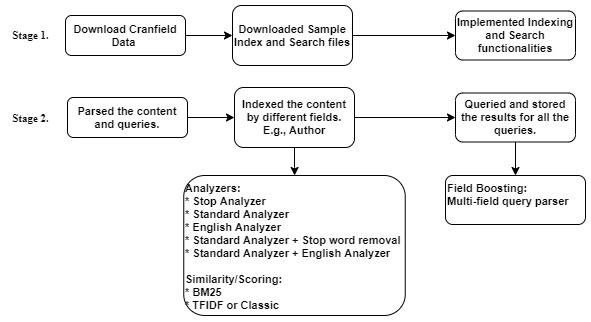 Stage 1.
Download Cranfield
Data
Downloaded Sample
Index and Search files
Implemented Indexing
and Search
functionalities
Stage 2.
Parsed the content
and queries.
Indexed the content
by different fields.
E.g., Author
Queried and stored
the results for all the
queries.
Analyzers:
* Stop Analyzer
* Standard Analyzer
* English Analyzer
* Standard Analyzer + Stop word removal
* Standard Analyzer + English Analyzer
Similarity/Scoring:
* BM25
* TFIDF or Classic
Field Boosting:
Multi-field query parser